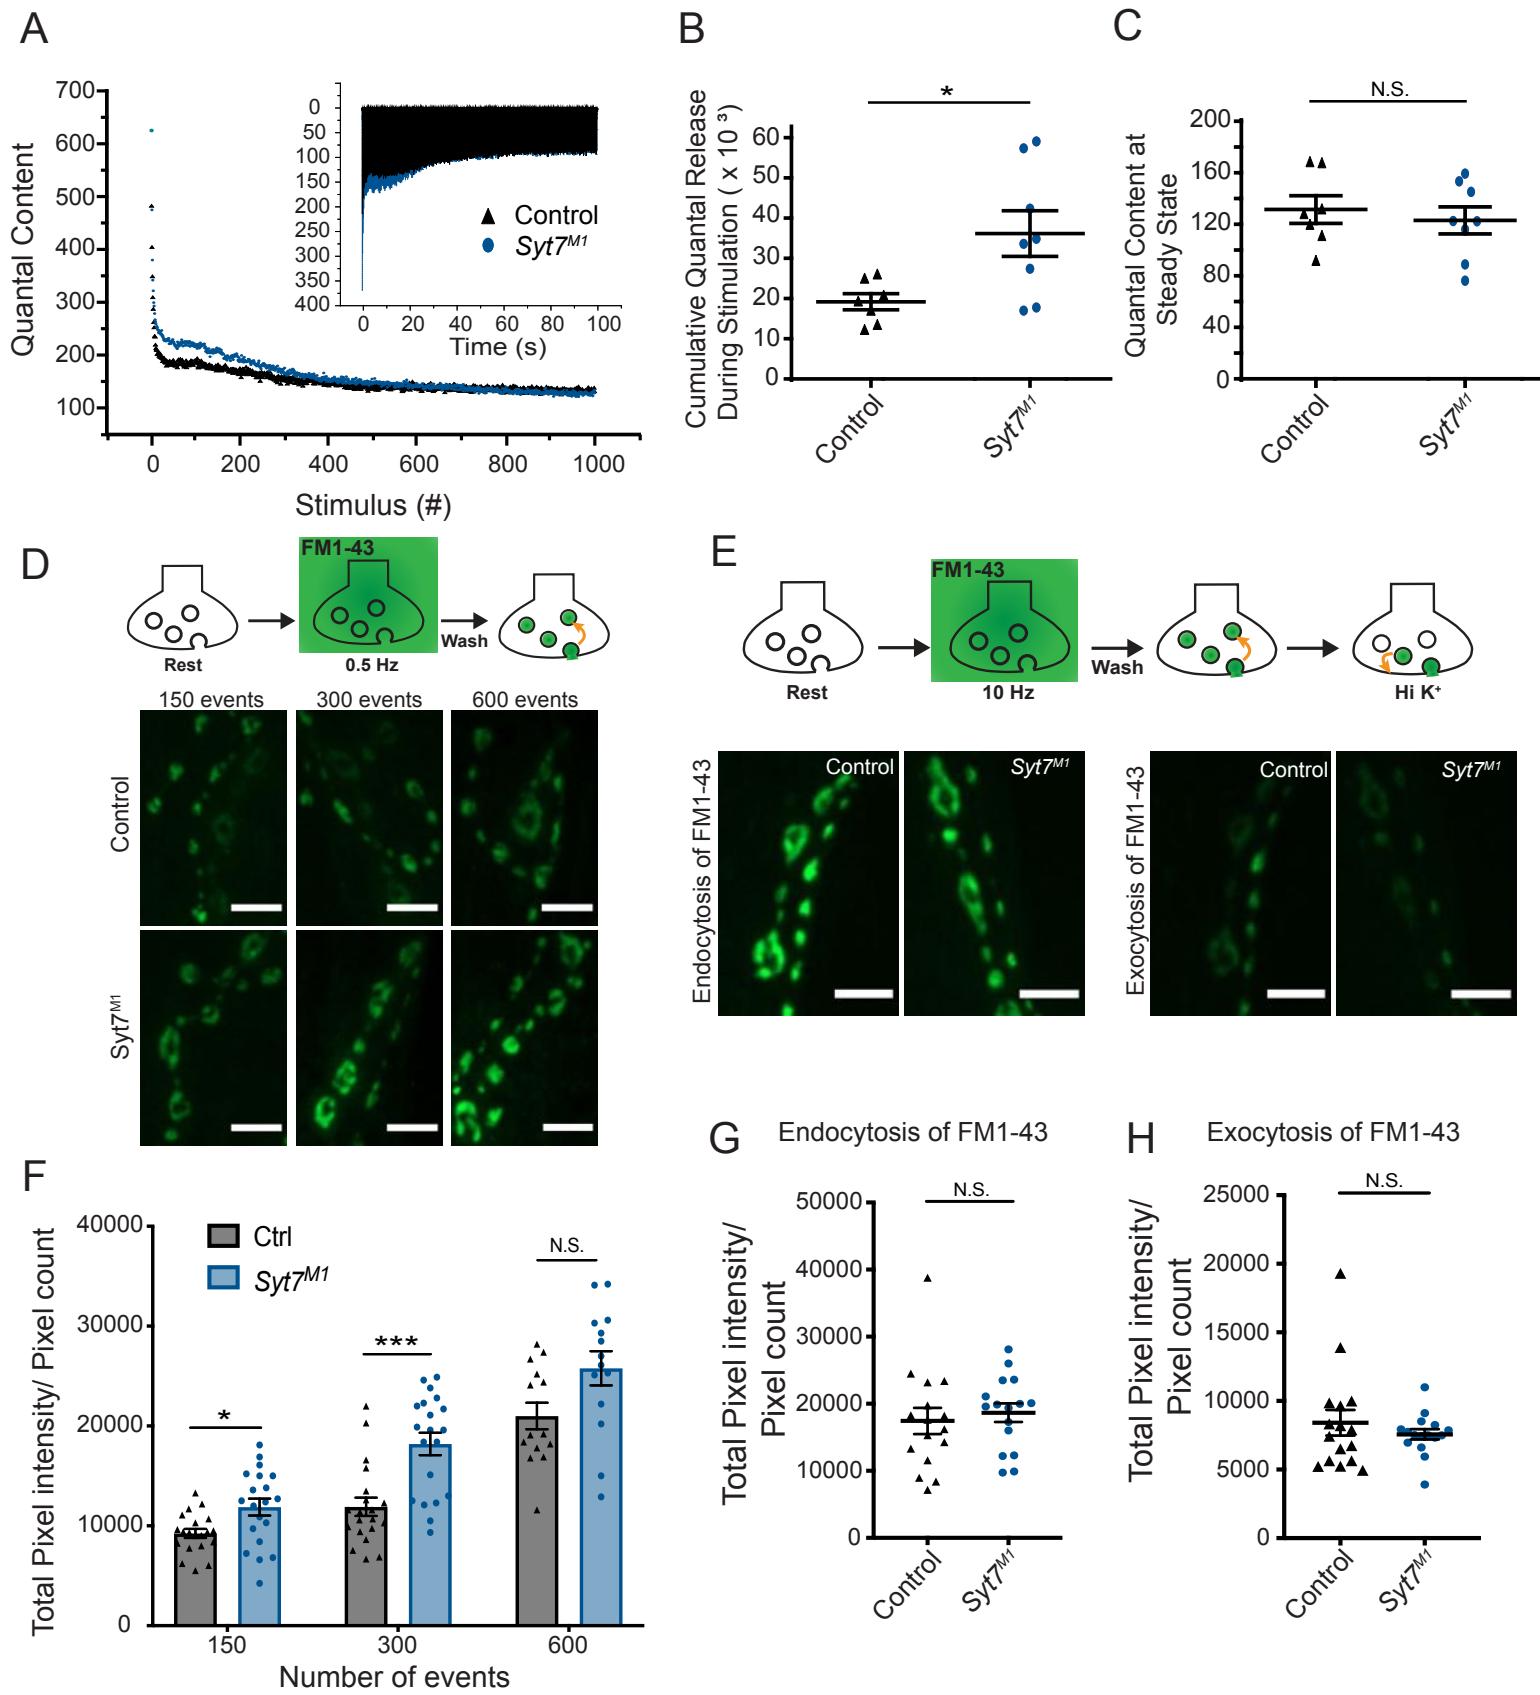 A
Quantal Content
700
600
500
400
300
200
100
0
200
400
600
800
1000
Stimulus (#)
0
50
100
150
200
250
300
350
400
0
20
40
60
80
100
Time (s)
Control
Syt7M1
B
*
Cumulative Quantal Release
During Stimulation ( x 10 ³)
60
50
40
30
20
10
0
Control
Syt7M1
C
N.S.
Quantal Content at
Steady State
200
160
120
80
40
0
Control
Syt7M1
D
FM1-43
Rest
0.5 Hz
Wash
150 events
300 events
600 events
Control
Syt7M1
E
FM1-43
Rest
10 Hz
Wash
Hi K+
Endocytosis of FM1-43
Control
Syt7M1
Exocytosis of FM1-43
Control
Syt7M1
F
Total Pixel intensity/ Pixel count
40000
30000
20000
10000
0
Ctrl
Syt7M1
*
***
N.S.
150
300
600
Number of events
G
Endocytosis of FM1-43
N.S.
Total Pixel intensity/
Pixel count
50000
40000
30000
20000
10000
0
Control
Syt7M1
H
Exocytosis of FM1-43
N.S.
Total Pixel intensity/
Pixel count
25000
20000
15000
10000
5000
0
Control
Syt7M1